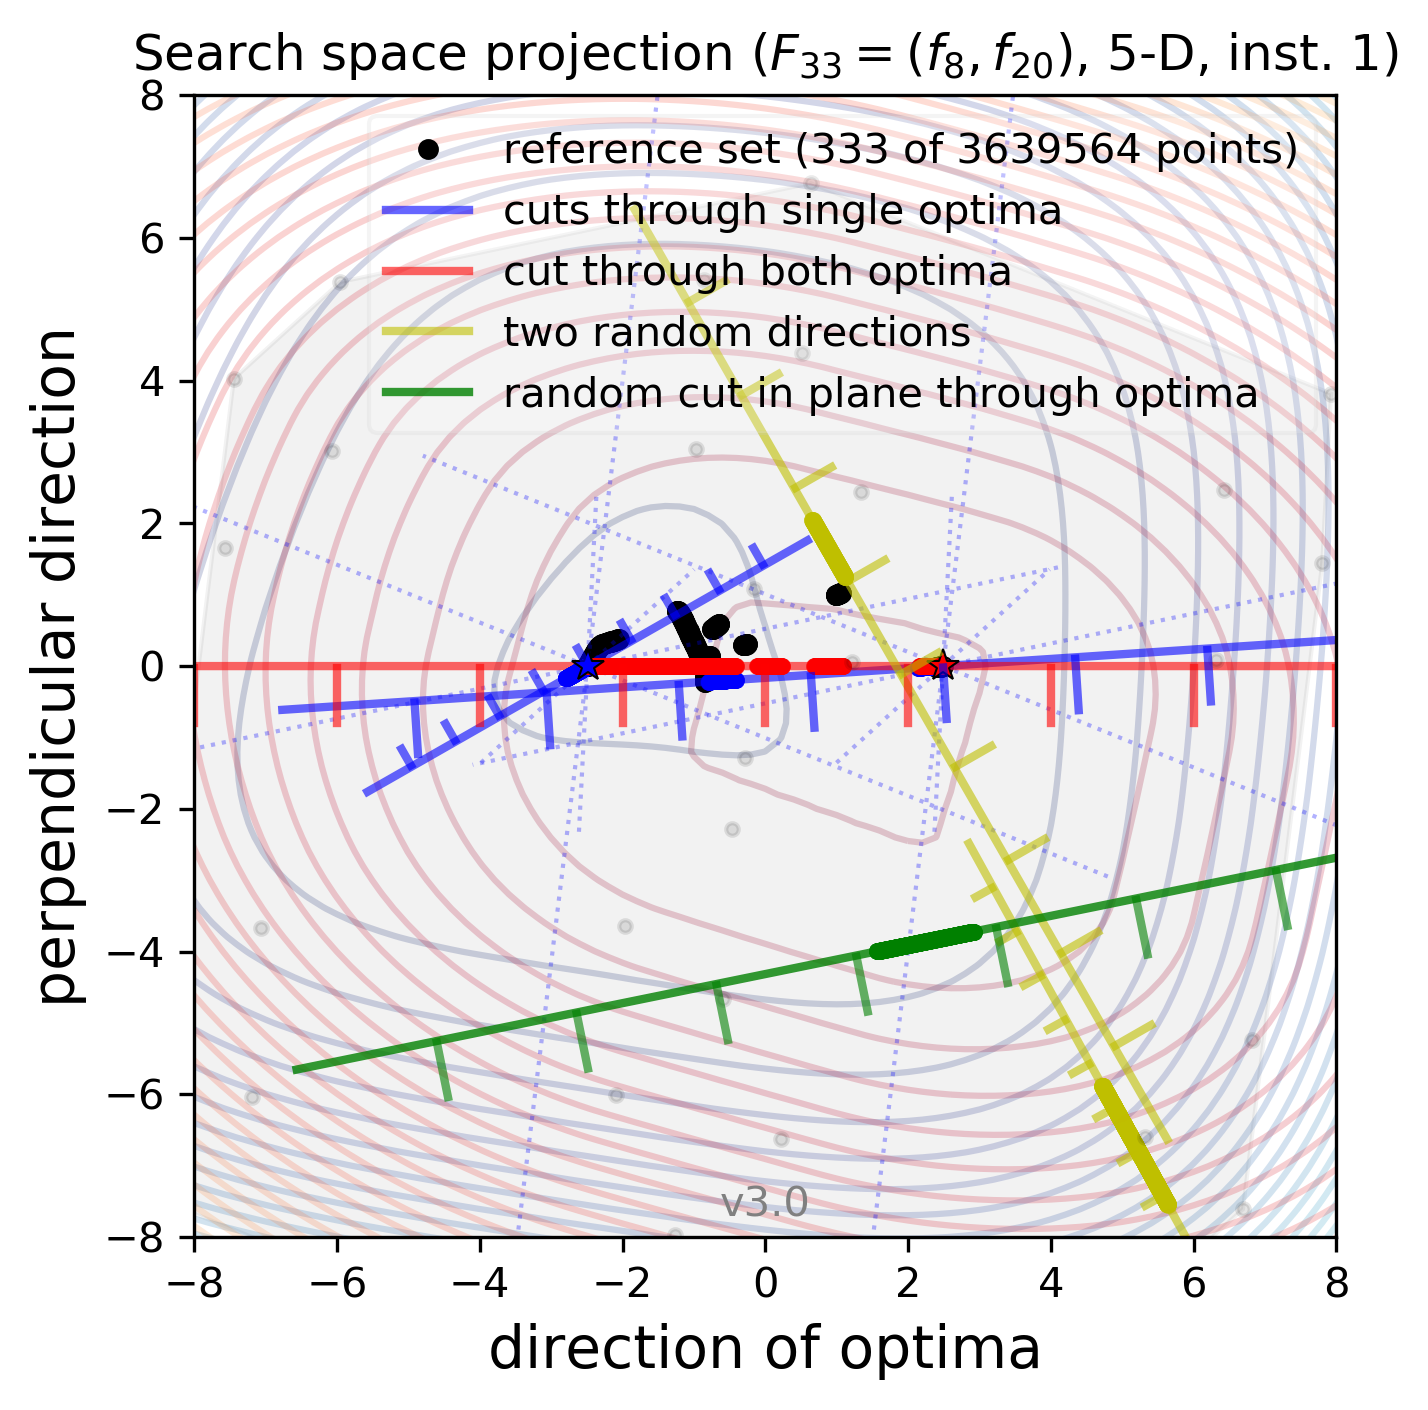 Search space projection (F₃₃ = (f₈, f₂₀), 5-D, inst. 1)
reference set (333 of 3639564 points)
cuts through single optima
cut through both optima
two random directions
random cut in plane through optima
perpendicular direction
8
6
4
2
0
−2
−4
−6
−8
v3.0
−8 −6 −4 −2 0 2 4 6 8
direction of optima